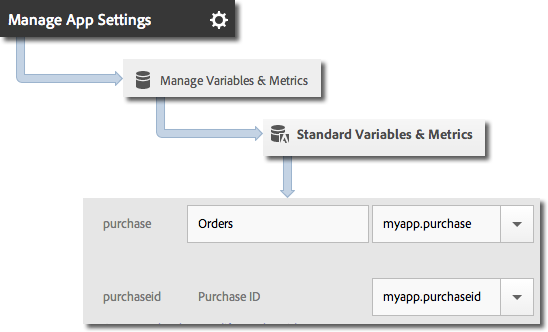 Manage App Settings
Manage Variables & Metrics
Standard Variables & Metrics
purchase Orders myapp.purchase
purchaseid Purchase ID myapp.purchaseid